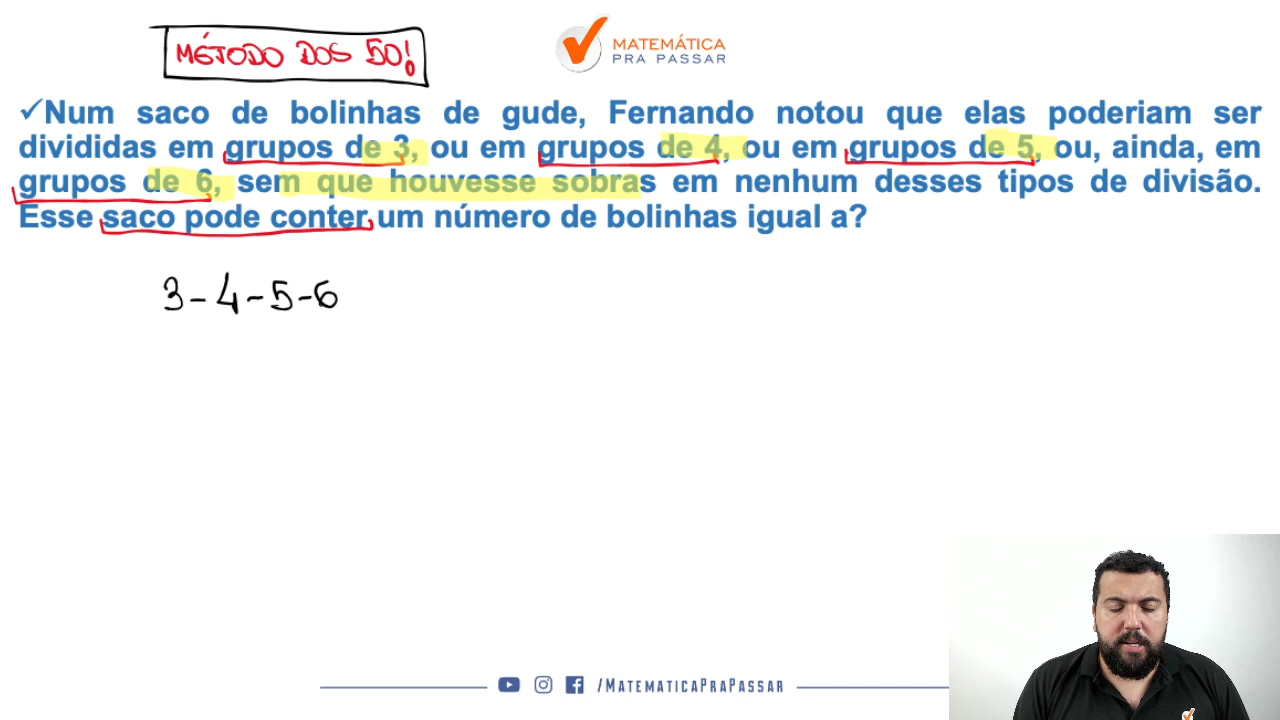 MÉTODO DOS 50!
MATEMÁTICA
PRA PASSAR
✓Num saco de bolinhas de gude, Fernando notou que elas poderiam ser
divididas em grupos de 3, ou em grupos de 4, ou em grupos de 5, ou, ainda, em
grupos de 6, sem que houvesse sobras em nenhum desses tipos de divisão.
Esse saco pode conter um número de bolinhas igual a?
3-4-5-6
/MATEMATICAPRAPASSAR